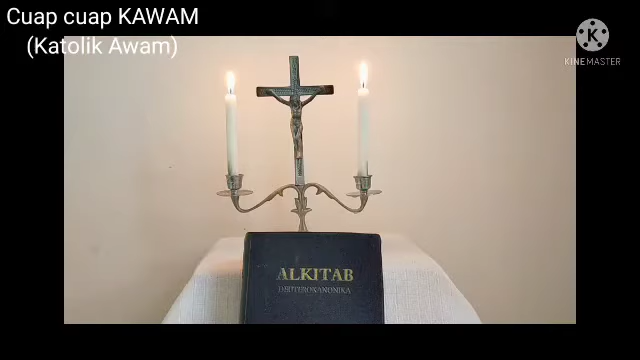 Cuap cuap KAWAM
(Katolik Awam)
KINEMASTER
ALKITAB
DEUTEROKANONIKA